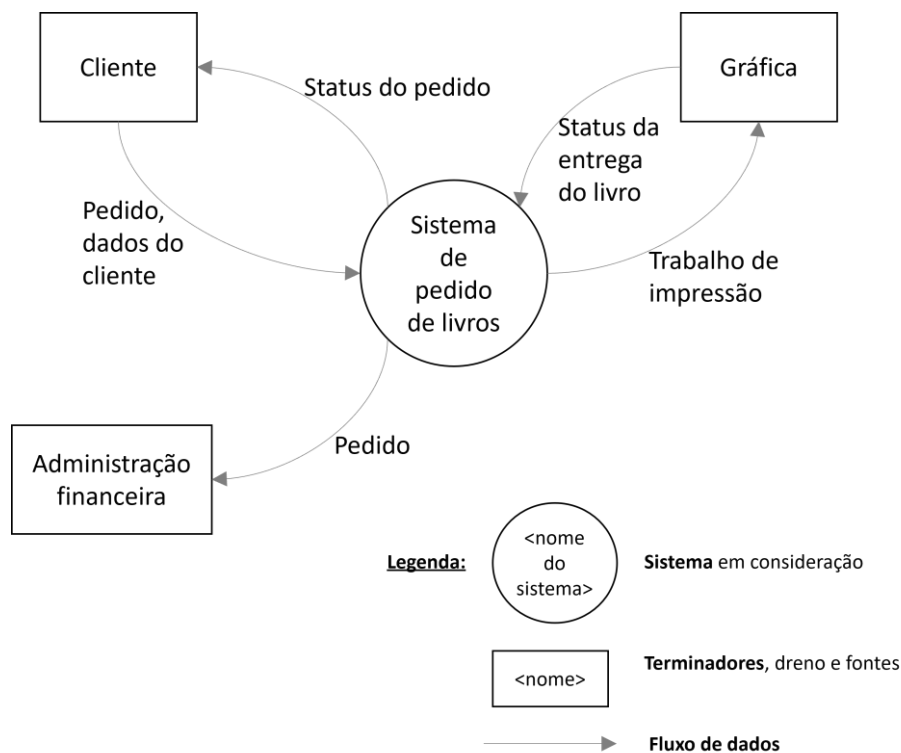 Cliente
Gráfica
Status do pedido
Status da
entrega
do livro
Pedido,
dados do
cliente
Sistema
de
pedido
de livros
Trabalho de
impressão
Pedido
Administração
financeira
Legenda:
<nome
do
sistema>
Sistema em consideração
<nome>
Terminadores, dreno e fontes
Fluxo de dados